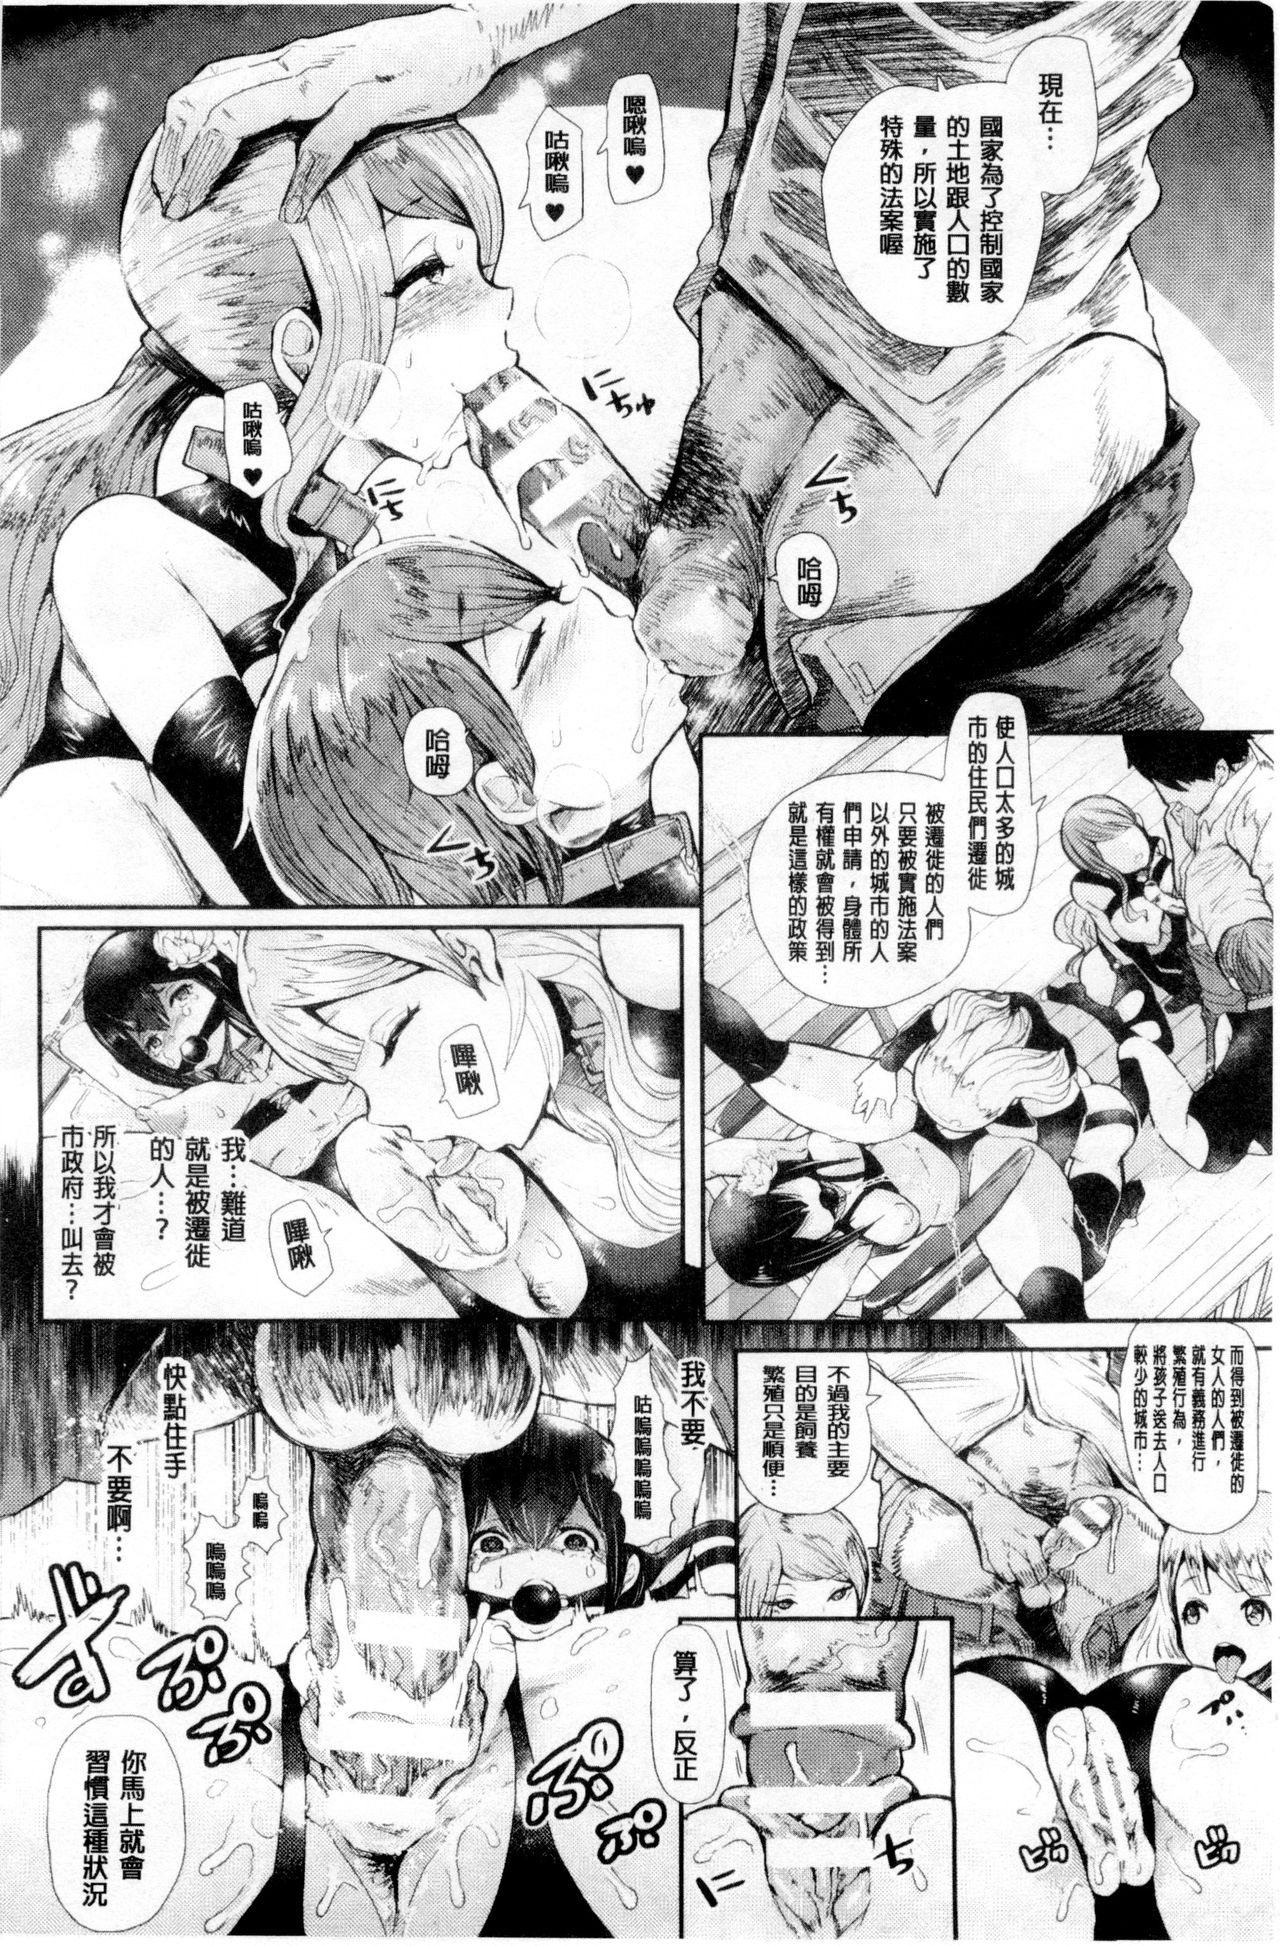 現在…
國家為了控制國家
的土地跟人口的數
量，所以實施了
特殊的法案喔
嗯啾嗚♥
咕啾嗚♥
咕啾嗚♥
にちゅ
にち
くち
哈姆
哈姆
くち
使人口太多的城
市的住民們遷徙
被遷徙的人們
只要被實施法案
以外的城市的人
們申請，身體所
有權就會被得到…
就是這樣的政策
嗶啾
嗶啾
我…難道
就是被遷徙
的人…？
所以我才會被
市政府…叫去？
而得到被遷徙的
女人的人們，
就有義務進行
繁殖行為，
將孩子送去人口
較少的城市…
不過我的主要
目的是飼養
繁殖只是順便…
算了，反正
にち
我不要
咕嗚嗚嗚嗚嗚
嗚嗚
嗚嗚嗚
快點住手
不要啊…
ぷぷぷ
ぷぷ
你馬上就會
習慣這種狀況